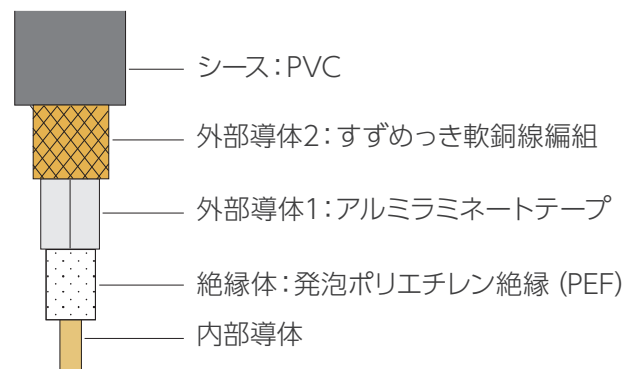 シース：PVC
外部導体2：すずめっき軟銅線編組
外部導体1：アルミラミネートテープ
絶縁体：発泡ポリエチレン絶縁 (PEF)
内部導体